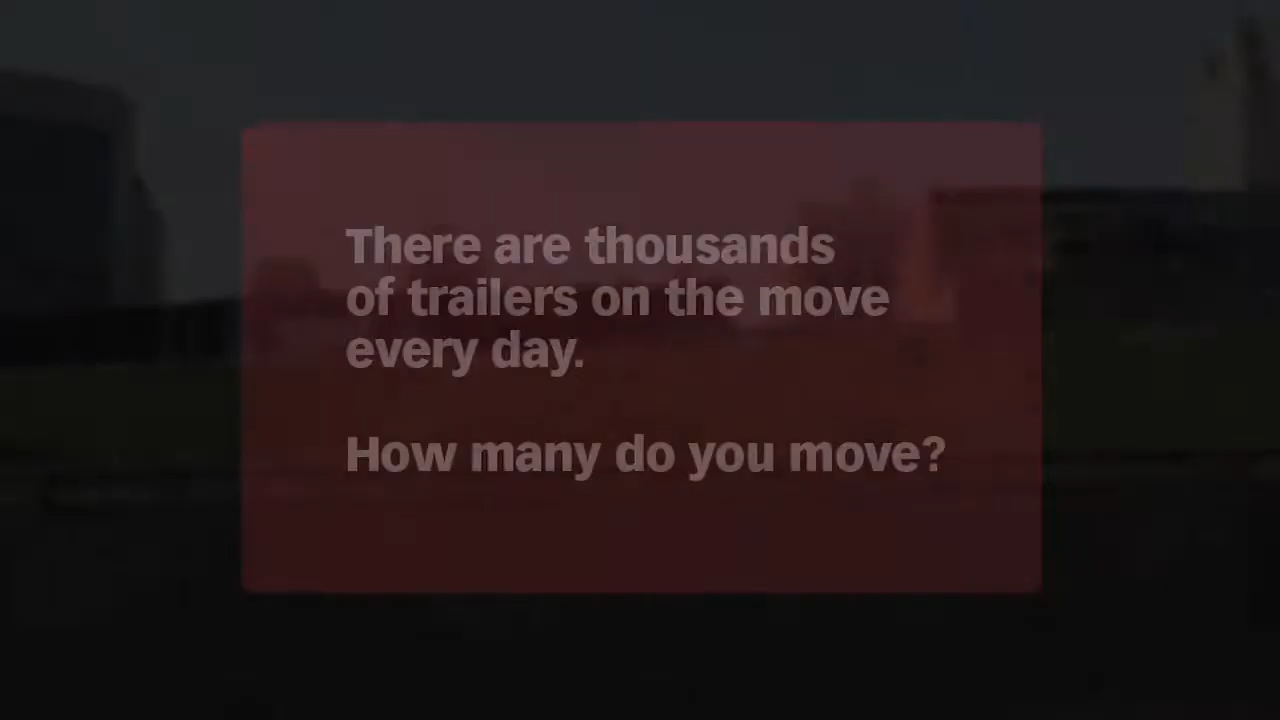 There are thousands
of trailers on the move
every day.
How many do you move?